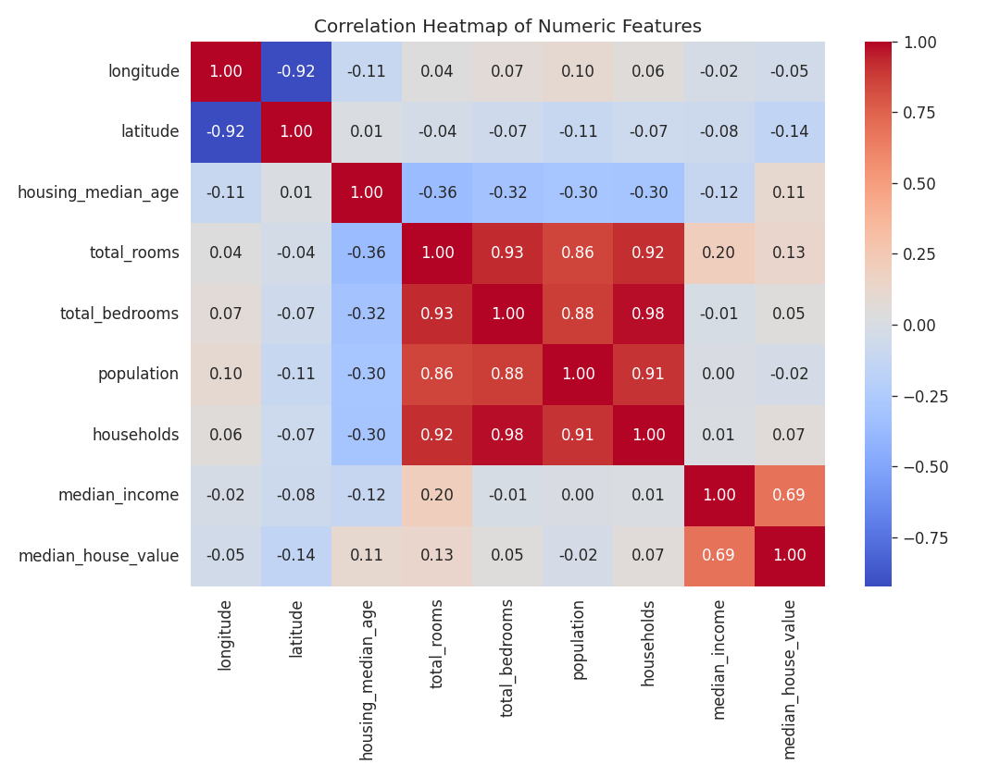 Correlation Heatmap of Numeric Features
longitude 1.00 -0.92 -0.11 0.04 0.07 0.10 0.06 -0.02 -0.05
latitude -0.92 1.00 0.01 -0.04 -0.07 -0.11 -0.07 -0.08 -0.14
housing_median_age -0.11 0.01 1.00 -0.36 -0.32 -0.30 -0.30 -0.12 0.11
total_rooms 0.04 -0.04 -0.36 1.00 0.93 0.86 0.92 0.20 0.13
total_bedrooms 0.07 -0.07 -0.32 0.93 1.00 0.88 0.98 -0.01 0.05
population 0.10 -0.11 -0.30 0.86 0.88 1.00 0.91 0.00 -0.02
households 0.06 -0.07 -0.30 0.92 0.98 0.91 1.00 0.01 0.07
median_income -0.02 -0.08 -0.12 0.20 -0.01 0.00 0.01 1.00 0.69
median_house_value -0.05 -0.14 0.11 0.13 0.05 -0.02 0.07 0.69 1.00
longitude
latitude
housing_median_age
total_rooms
total_bedrooms
population
households
median_income
median_house_value
1.00
0.75
0.50
0.25
0.00
−0.25
−0.50
−0.75